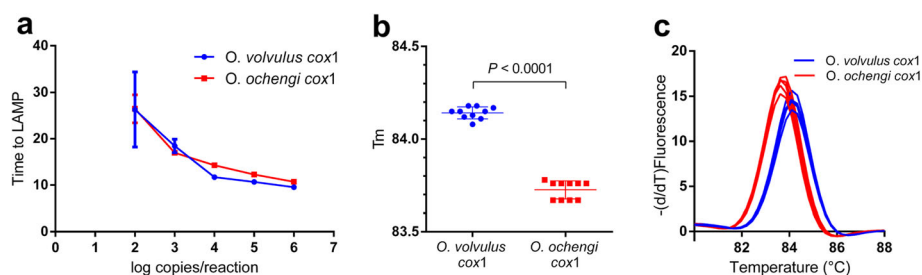 a
40
30
20
10
0
Time to LAMP
0 1 2 3 4 5 6 7
log copies/reaction
O. volvulus cox1
O. ochengi cox1
b
84.5
84.0
83.5
Tm
P < 0.0001
O. volvulus
cox1
O. ochengi
cox1
c
20
15
10
5
0
-(d/dT)Fluorescence
82 84 86 88
Temperature (°C)
O. volvulus cox1
O. ochengi cox1